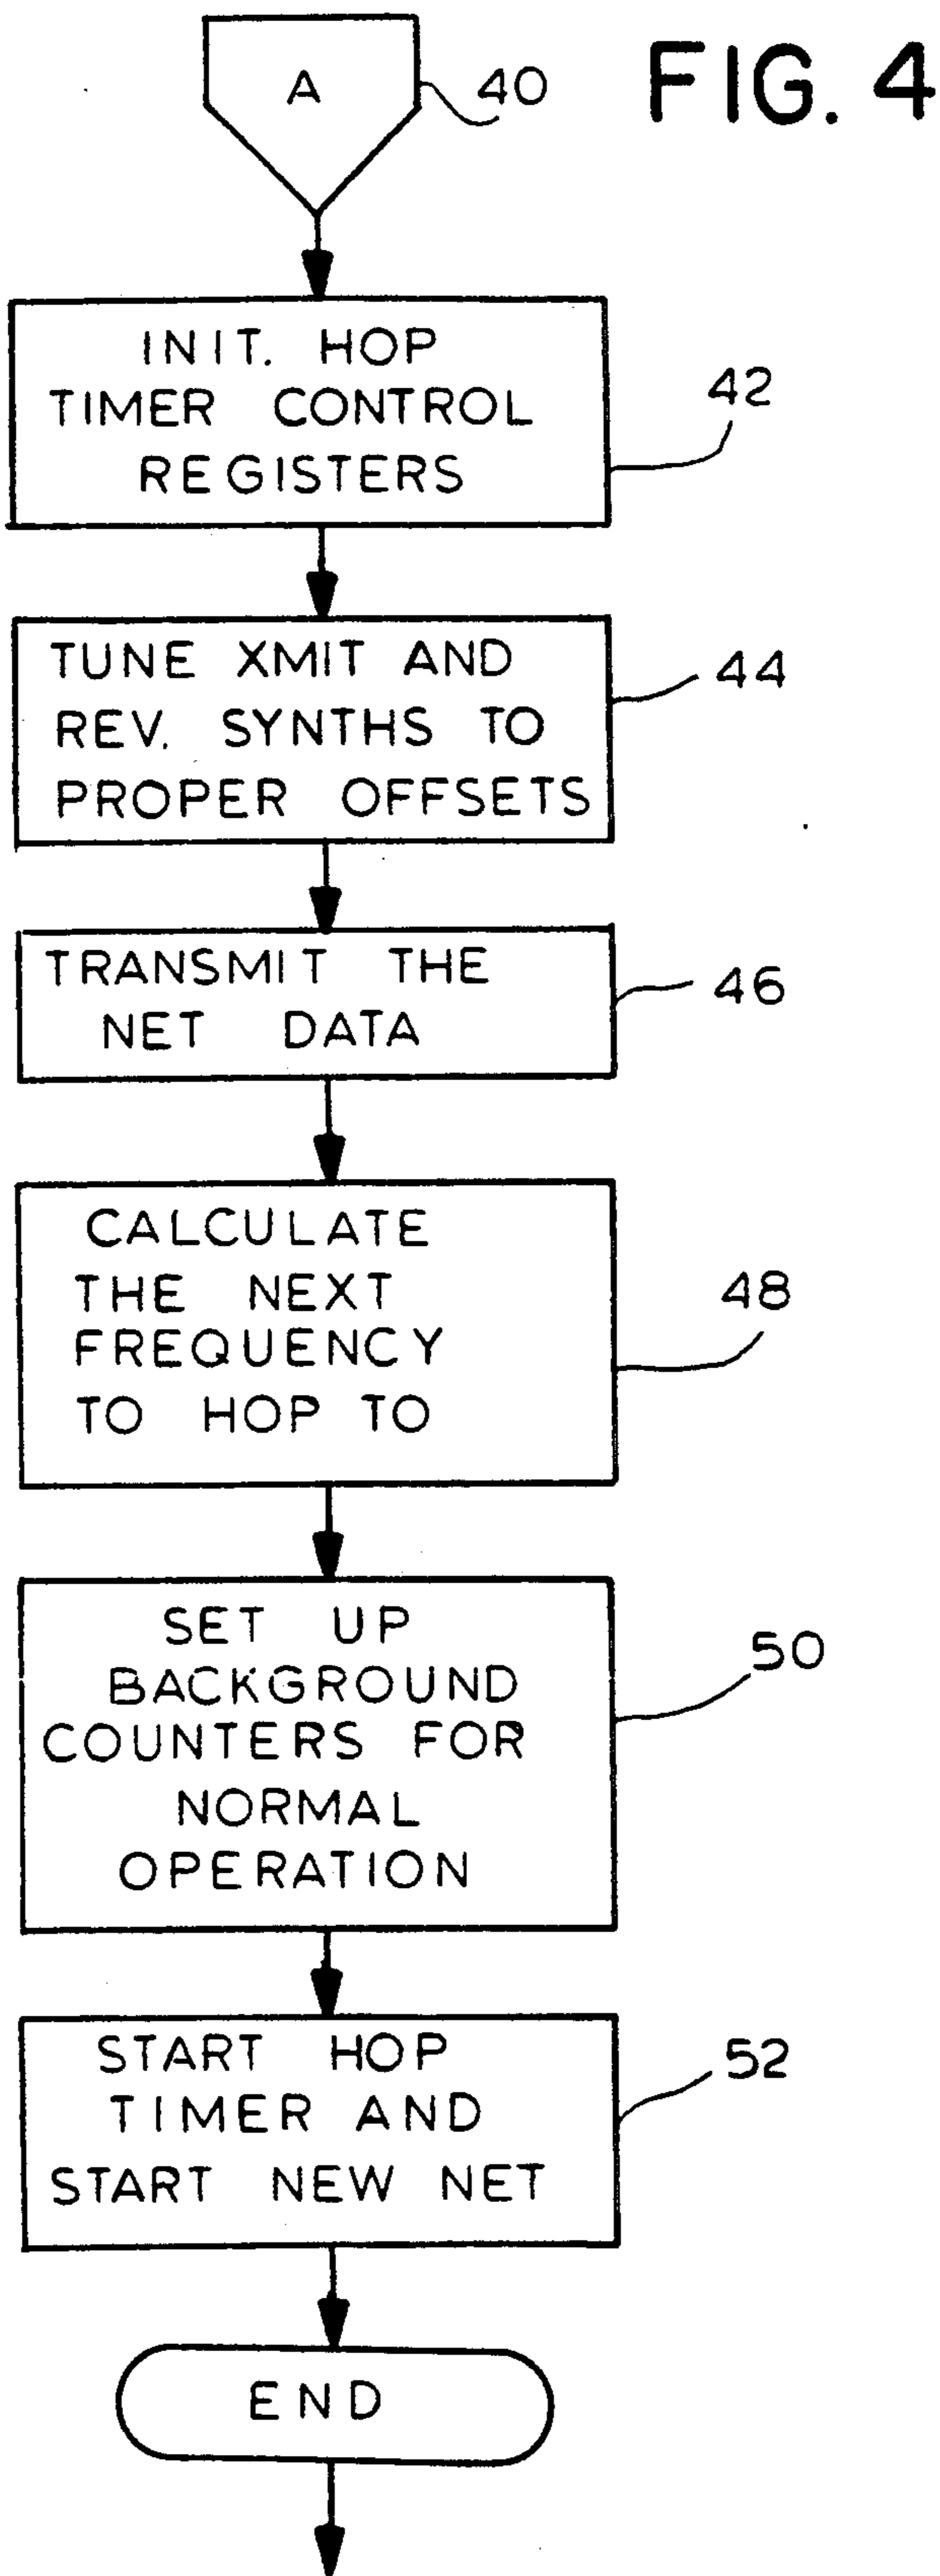 A
40
FIG. 4
INIT. HOP
TIMER CONTROL
REGISTERS
42
TUNE XMIT AND
REV. SYNTHS TO
PROPER OFFSETS
44
TRANSMIT THE
NET DATA
46
CALCULATE
THE NEXT
FREQUENCY
TO HOP TO
48
SET UP
BACKGROUND
COUNTERS FOR
NORMAL
OPERATION
50
START HOP
TIMER AND
START NEW NET
52
END